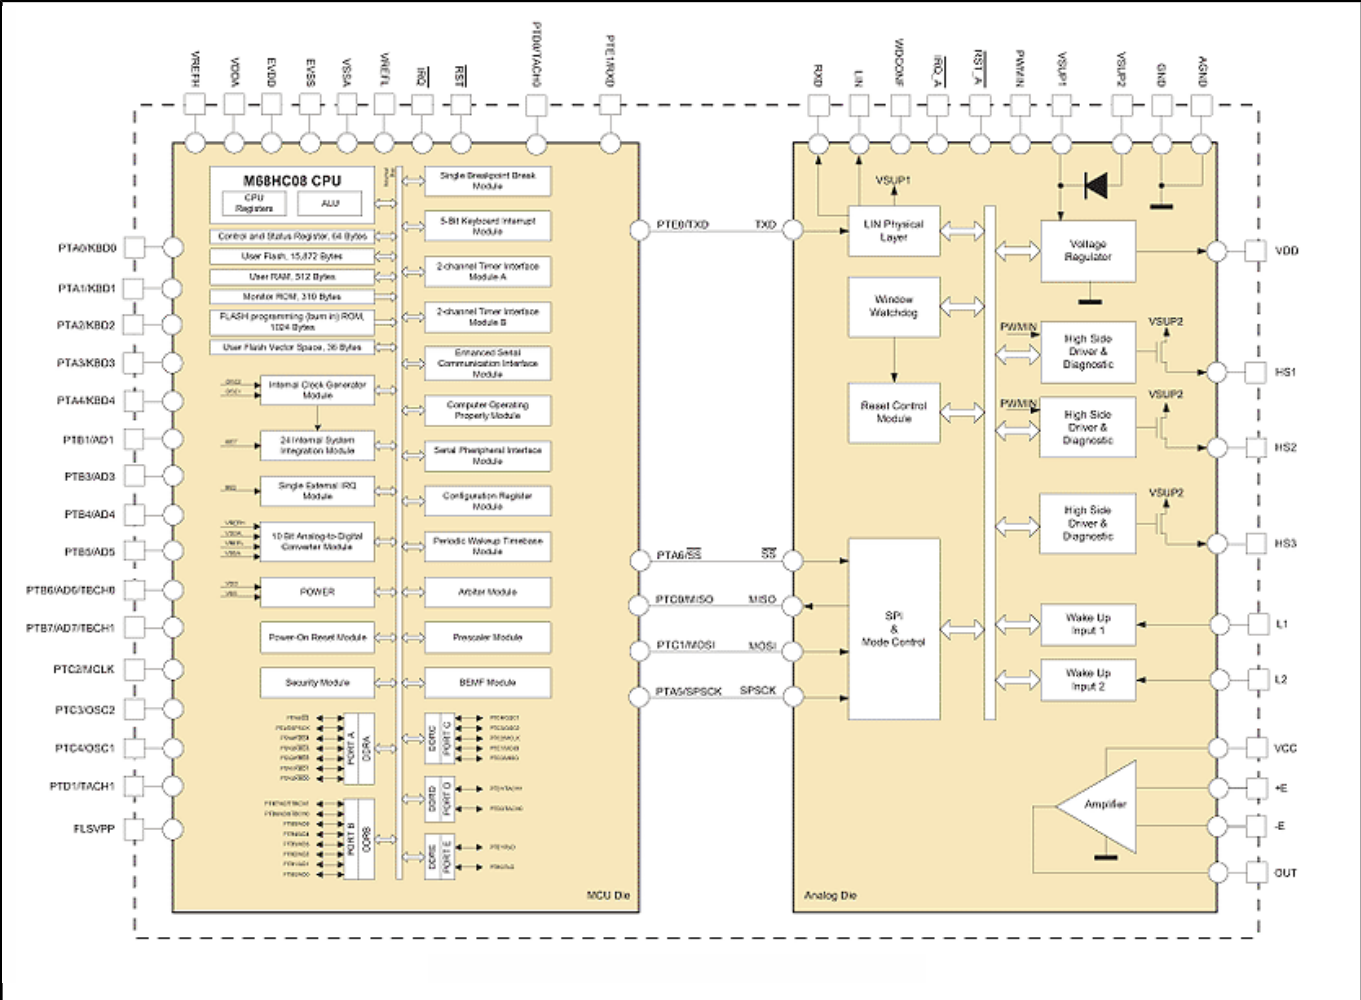 VREFH
VDDA
EVDD
EVSS
VSSA
VREFL
IRQ
RST
PTD0/TACH0
PTE1/RXD
RXD
LIN
WDCONF
IRQ_A
RST_A
PWMIN
VSUP1
VSUP2
GND
AGND
PTA0/KBD0
PTA1/KBD1
PTA2/KBD2
PTA3/KBD3
PTA4/KBD4
PTB1/AD1
PTB3/AD3
PTB4/AD4
PTB5/AD5
PTB6/AD6/TBCH0
PTB7/AD7/TBCH1
PTC2/MCLK
PTC3/OSC2
PTC4/OSC1
PTD1/TACH1
FLSVPP
M68HC08 CPU
CPU
Registers
ALU
Control and Status Register, 64 Bytes
User Flash, 15,872 Bytes
User RAM, 512 Bytes
Monitor ROM, 310 Bytes
FLASH programming (burn in) ROM,
1024 Bytes
User Flash Vector Space, 36 Bytes
Internal Clock Generator
Module
24 Internal System
Integration Module
Single External IRQ
Module
10 Bit Analog-to-Digital
Converter Module
POWER
Power-On Reset Module
Security Module
PORT A
DDRA
PORT B
DDRB
Single Breakpoint Break
Module
5-Bit Keyboard Interrupt
Module
2-channel Timer Interface
Module A
2-channel Timer Interface
Module B
Enhanced Serial
Communication Interface
Module
Computer Operating
Properly Module
Serial Pheripheral Interface
Module
Configuration Register
Module
Periodic Wakeup Timebase
Module
Arbiter Module
Prescaler Module
BEMF Module
DDRC
PORT C
DDRD
PORT D
DDRE
PORT E
MCU Die
PTE0/TXD
TXD
PTA6/SS
SS
PTC0/MISO
MISO
PTC1/MOSI
MOSI
PTA5/SPSCK
SPSCK
VSUP1
LIN Physical
Layer
Window
Watchdog
Reset Control
Module
SPI
&
Mode Control
Voltage
Regulator
PWMIN
High Side
Driver &
Diagnostic
VSUP2
PWMIN
High Side
Driver &
Diagnostic
VSUP2
High Side
Driver &
Diagnostic
VSUP2
Wake Up
Input 1
Wake Up
Input 2
Amplifier
Analog Die
VDD
HS1
HS2
HS3
L1
L2
VCC
+E
-E
OUT